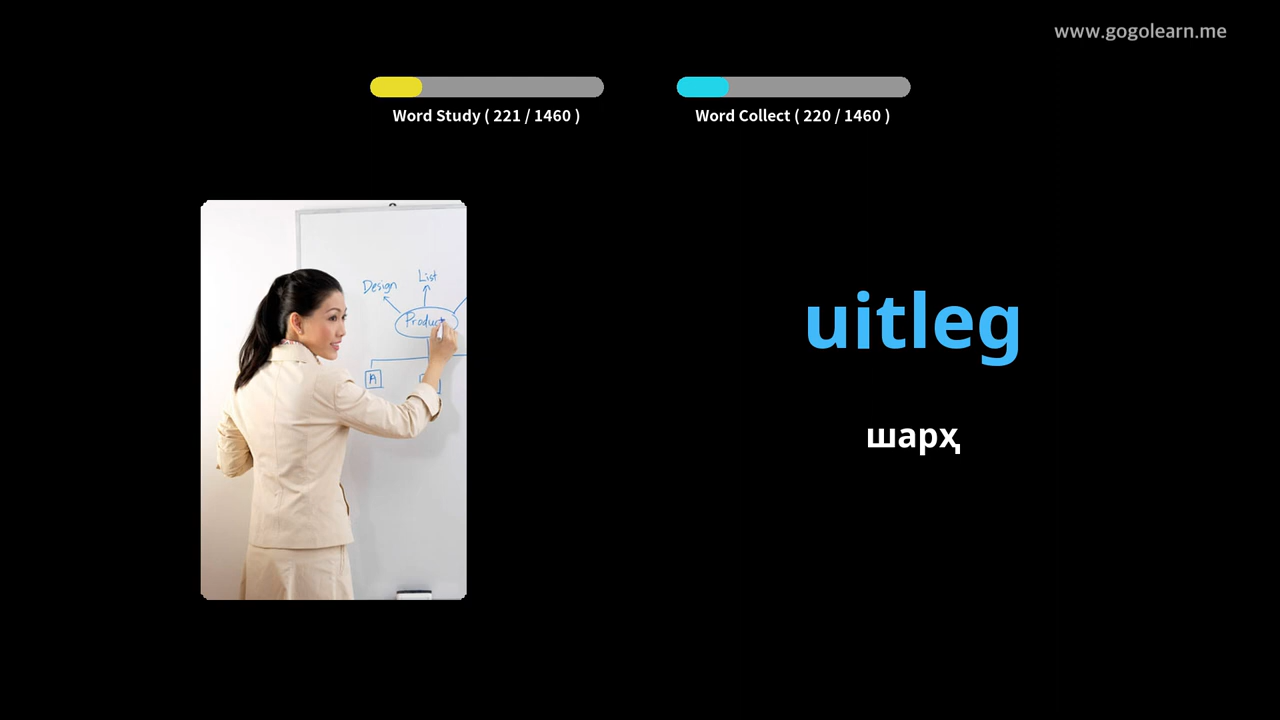 www.gogolearn.me
Word Study ( 221 / 1460 )
Word Collect ( 220 / 1460 )
List
Design
Product
A
uitleg
шарҳ